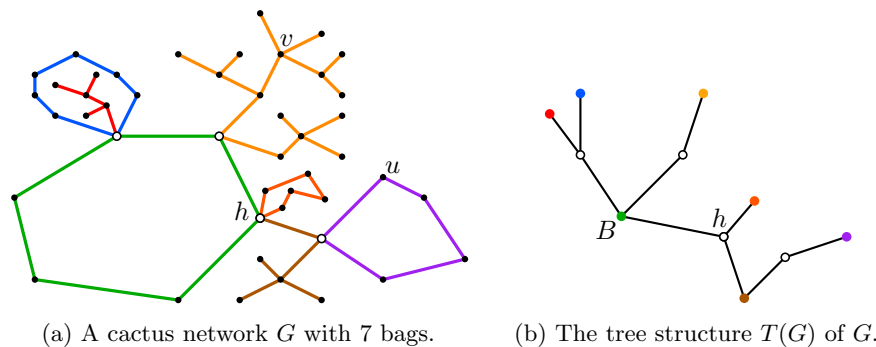 v
u
h
h
B
(a) A cactus network G with 7 bags.
(b) The tree structure T(G) of G.